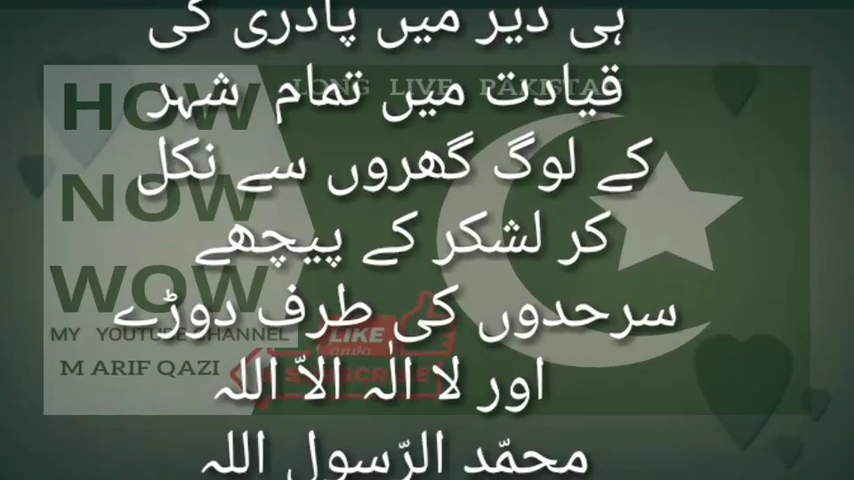 ہی دیر میں پادری کی
قیادت میں تمام شہر
کے لوگ گھروں سے نکل
کر لشکر کے پیچھے
سرحدوں کی طرف دوڑے
اور لا الٰہ الاّ اللہ
محمّد الرّسول اللہ
LONG LIVE PAKISTAN
HOW
NOW
WOW
MY YOUTUBE CHANNEL
M ARIF QAZI
LIKE
SUBSCRIBE